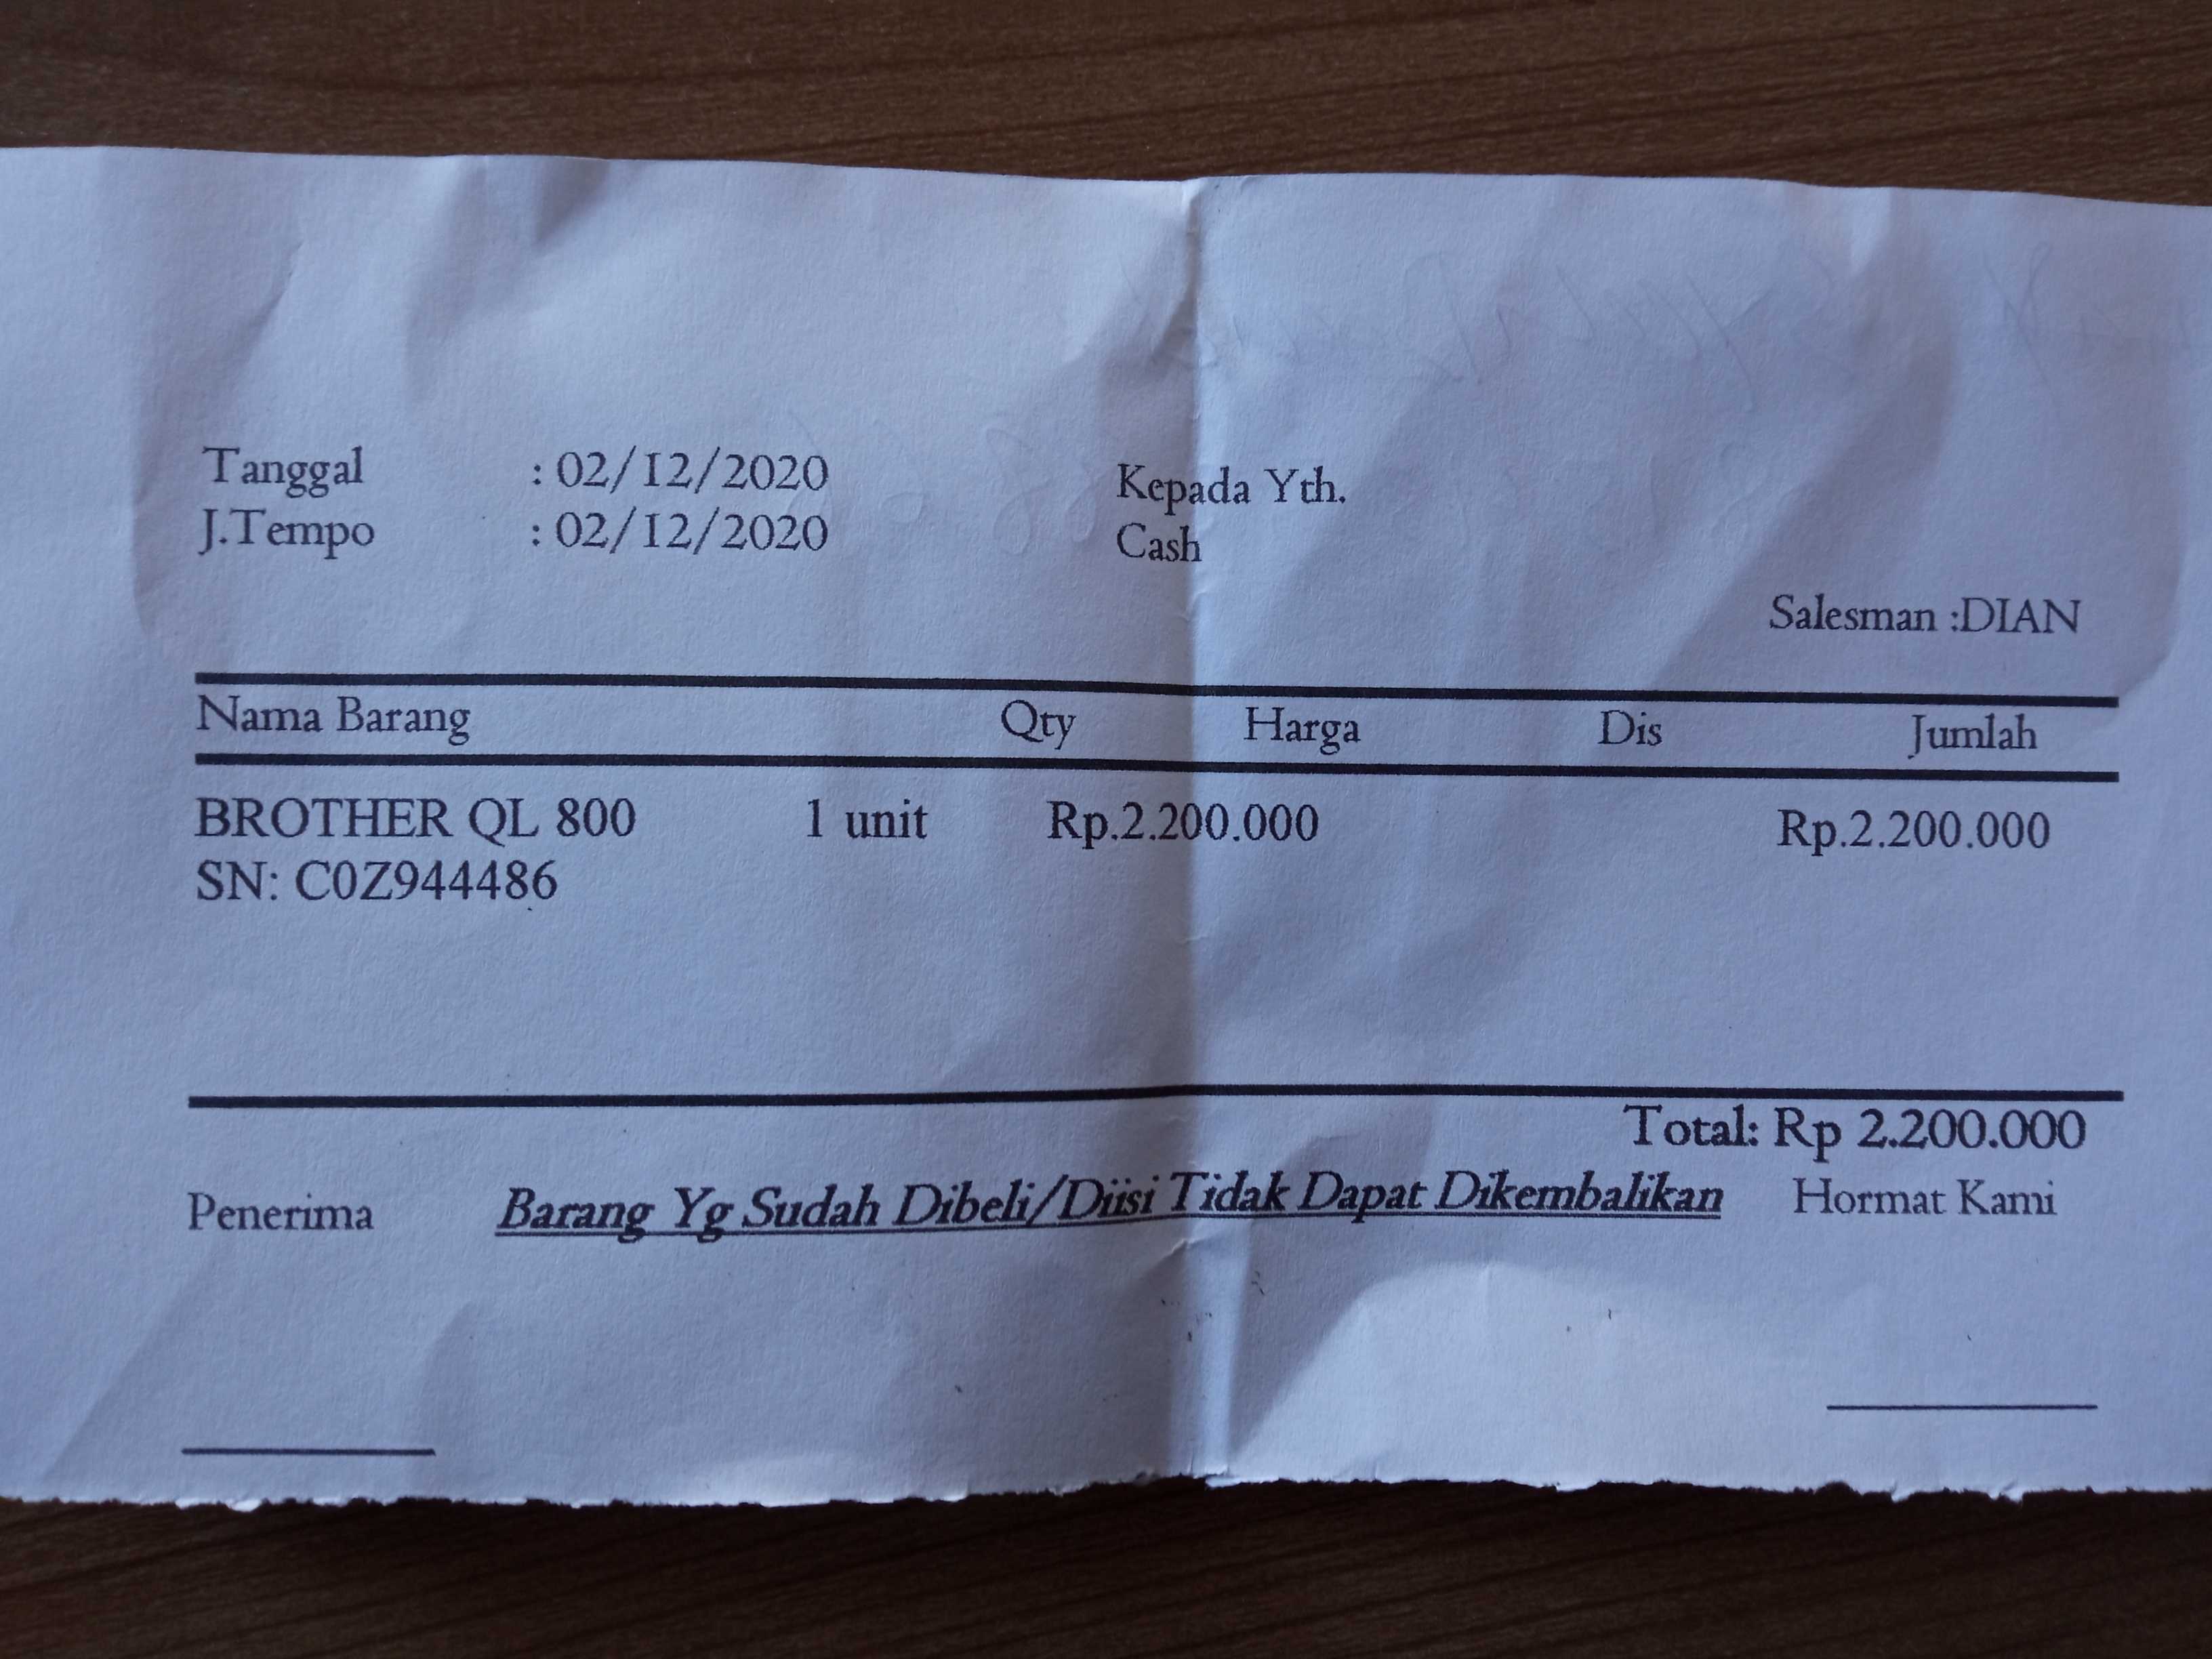 Tanggal : 02/12/2020
J.Tempo : 02/12/2020
Kepada Yth.
Cash
Salesman :DIAN
Nama Barang Qty Harga Dis Jumlah
BROTHER QL 800 1 unit Rp.2.200.000 Rp.2.200.000
SN: C0Z944486
Total: Rp 2.200.000
Penerima Barang Yg Sudah Dibeli/Diisi Tidak Dapat Dikembalikan Hormat Kami